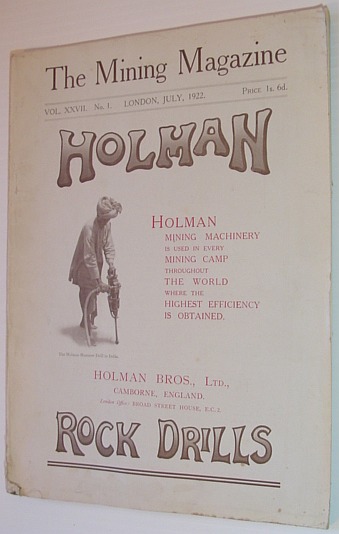 The Mining Magazine
VOL. XXVII. No. 1. LONDON, JULY, 1922. PRICE 1s. 6d.
HOLMAN
HOLMAN
MINING MACHINERY
IS USED IN EVERY
MINING CAMP
THROUGHOUT
THE WORLD
WHERE THE
HIGHEST EFFICIENCY
IS OBTAINED.
HOLMAN BROS., LTD.,
CAMBORNE, ENGLAND.
London Office: BROAD STREET HOUSE, E.C.2.
ROCK DRILLS